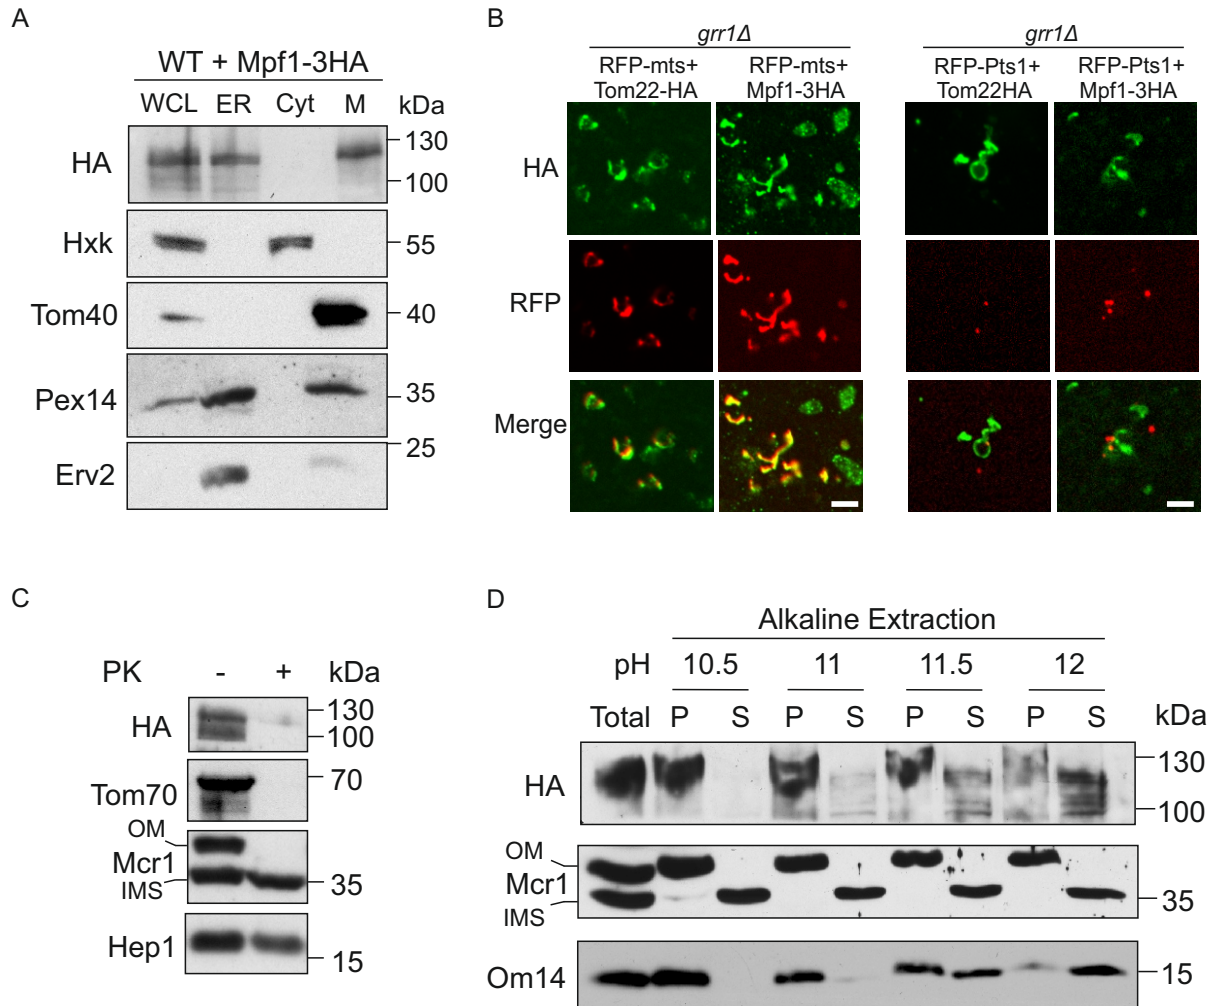 A
WT + Mpf1-3HA
WCL ER Cyt M kDa
HA
130
100
Hxk
55
Tom40
40
Pex14
35
25
Erv2
B
grr1Δ
RFP-mts+
Tom22-HA
RFP-mts+
Mpf1-3HA
grr1Δ
RFP-Pts1+
Tom22HA
RFP-Pts1+
Mpf1-3HA
HA
RFP
Merge
C
PK - + kDa
HA
130
100
Tom70
70
OM
Mcr1
IMS
35
Hep1
15
D
Alkaline Extraction
pH 10.5 11 11.5 12
Total P S P S P S P S kDa
HA
130
100
OM
Mcr1
IMS
35
Om14
15